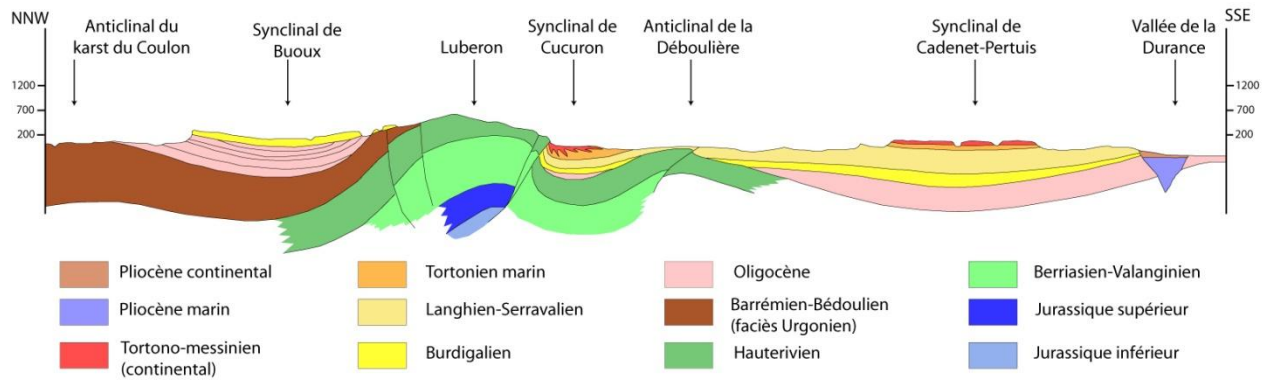 NNW
SSE
Anticlinal du
karst du Coulon
Synclinal de
Buoux
Luberon
Synclinal de
Cucuron
Anticlinal de la
Déboulière
Synclinal de
Cadenet-Pertuis
Vallée de la
Durance
1200
700
200
1200
700
200
Pliocène continental
Tortonien marin
Oligocène
Berriasien-Valanginien
Pliocène marin
Langhien-Serravalien
Barrémien-Bédoulien
(faciès Urgonien)
Jurassique supérieur
Tortono-messinien
(continental)
Burdigalien
Hauterivien
Jurassique inférieur